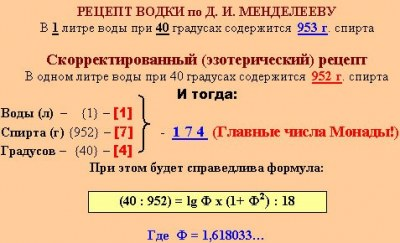 РЕЦЕПТ ВОДКИ по Д. И. МЕНДЕЛЕЕВУ
В 1 литре воды при 40 градусах содержится 953 г. спирта
Скорректированный (эзотерический) рецепт
В одном литре воды при 40 градусах содержится 952 г. спирта
И тогда:
Воды (л) – {1} – [1]
Спирта (г) {952} – [7] - 1 7 4 (Главные числа Монады!)
Градусов – {40} – [4]
При этом будет справедлива формула:
(40 : 952) = lg Ф x (1+ Ф²) : 18
Где Ф = 1,618033…